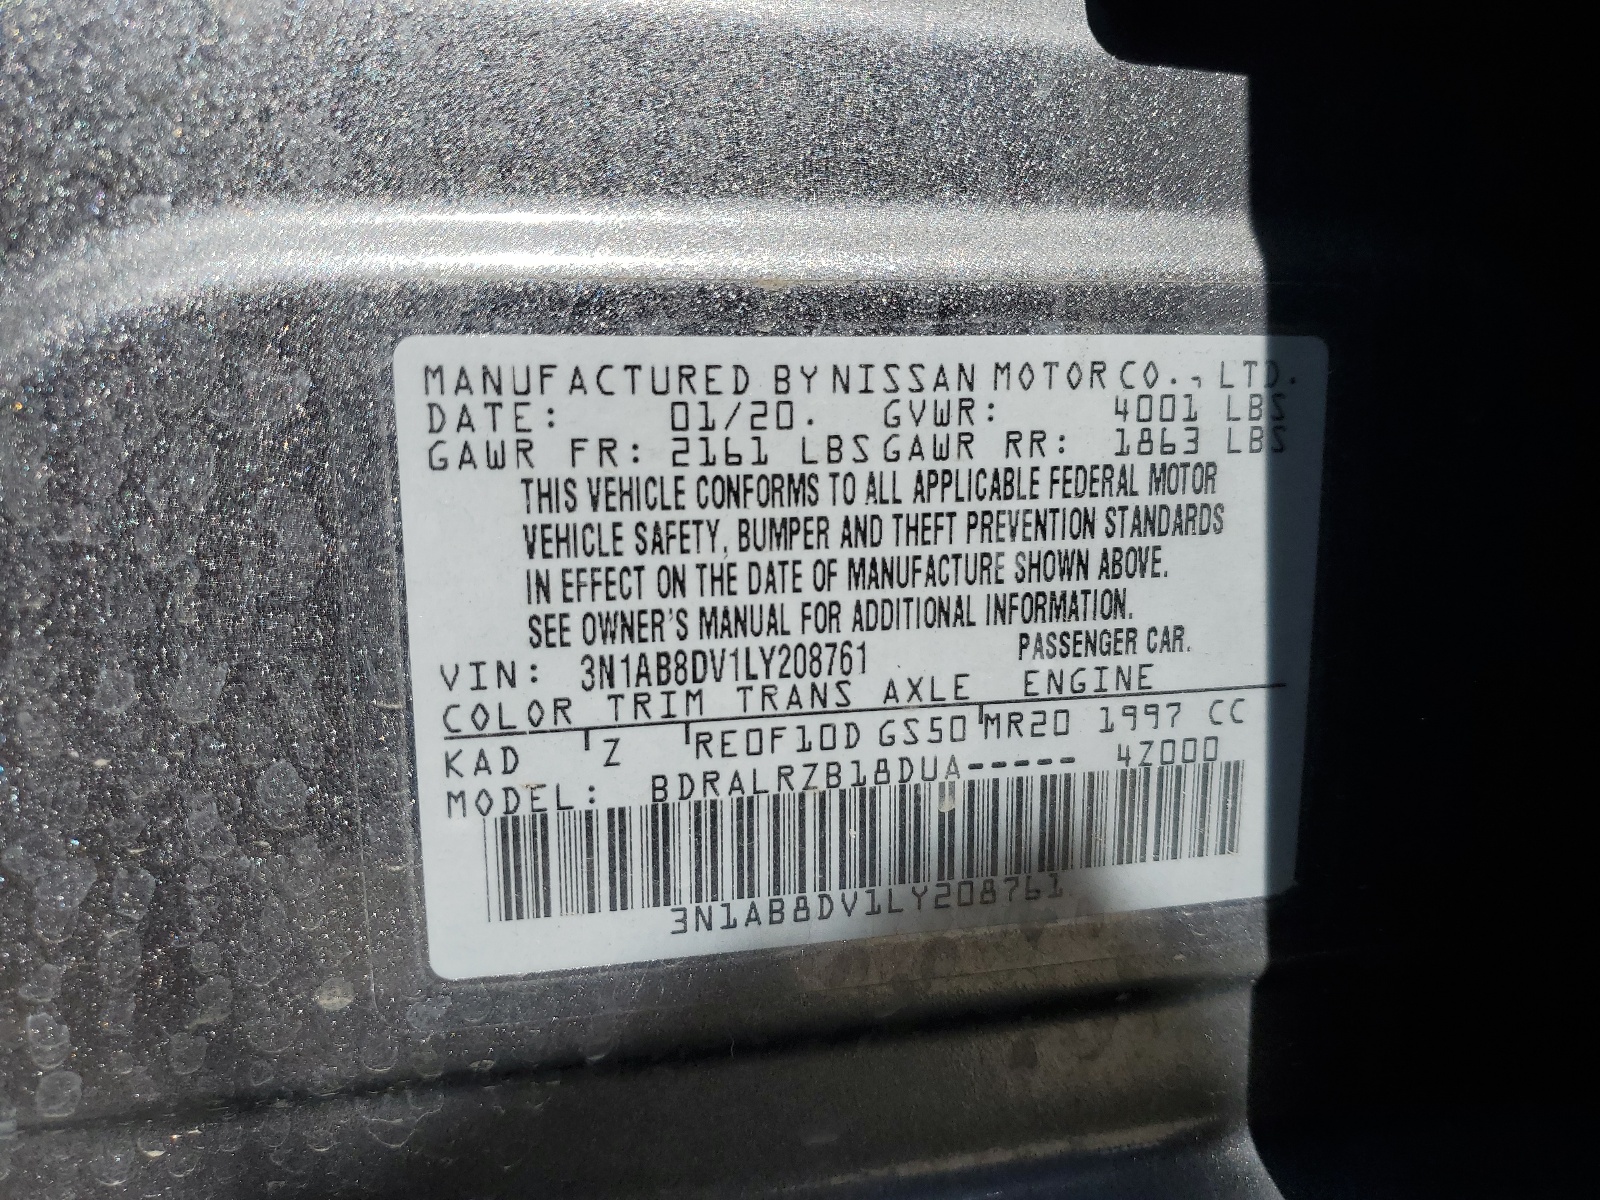 MANUFACTURED BY NISSAN MOTOR CO., LTD.
DATE: 01/20. GVWR: 4001 LBS
GAWR FR: 2161 LBS GAWR RR: 1863 LBS
THIS VEHICLE CONFORMS TO ALL APPLICABLE FEDERAL MOTOR
VEHICLE SAFETY, BUMPER AND THEFT PREVENTION STANDARDS
IN EFFECT ON THE DATE OF MANUFACTURE SHOWN ABOVE.
SEE OWNER'S MANUAL FOR ADDITIONAL INFORMATION.
VIN: 3N1AB8DV1LY208761 PASSENGER CAR.
COLOR TRIM TRANS AXLE ENGINE
KAD Z RE0F10D GS50 MR20 1997 CC
MODEL: BDRALRZB18DUA----- 4Z000
3N1AB8DV1LY208761